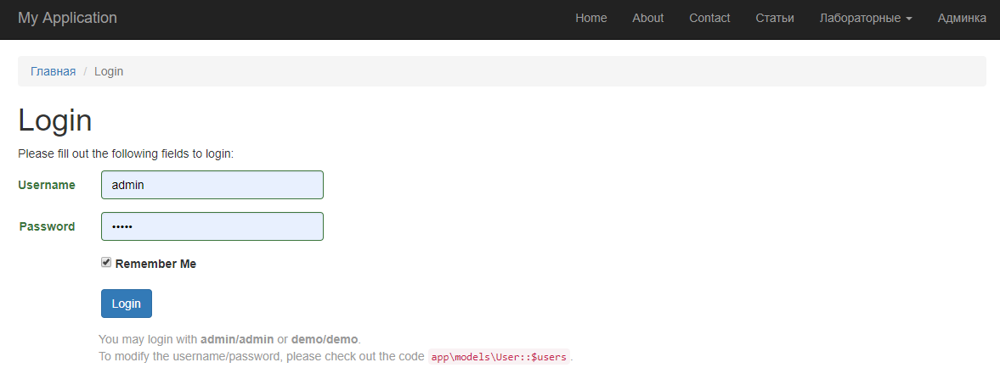 My Application Home About Contact Статьи Лабораторные Админка
Главная / Login
Login
Please fill out the following fields to login:
Username admin
Password •••••
Remember Me
Login
You may login with admin/admin or demo/demo.
To modify the username/password, please check out the code app\models\User::$users.